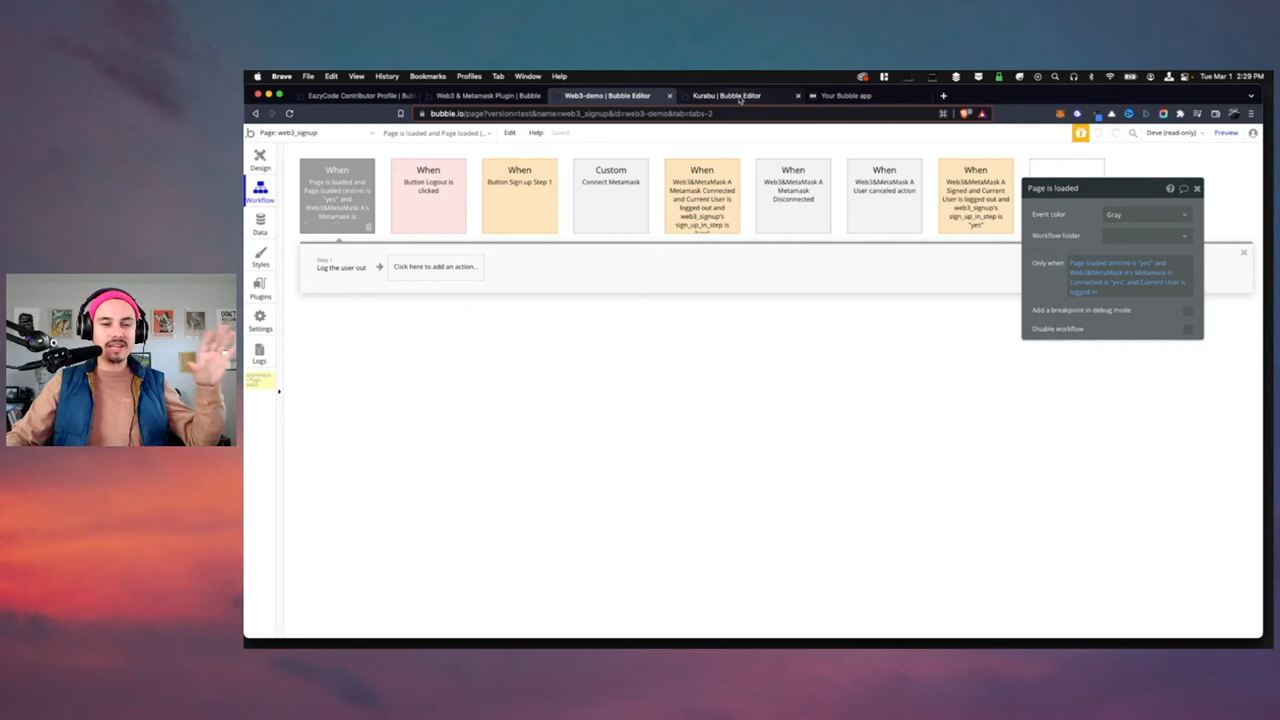 Brave File Edit View History Bookmarks Profiles Tab Window Help Tue Mar 1 2:29 PM
EazyCode Contributor Profile | Bub Web3 & Metamask Plugin | Bubble Web3-demo | Bubble Editor Kurabu | Bubble Editor Your Bubble app
bubble.io/page?version=test&name=web3_signup&id=web3-demo&tab=tabs-2
Page: web3_signup Page is loaded and Page loaded (... Edit Help Saved Deve (read-only) Preview
Design
Workflow
Data
Styles
Plugins
Settings
Logs
When
Page is loaded and
Page loaded (entire) is
"yes" and
Web3&MetaMask A's
Metamask is
When
Button Logout is
clicked
When
Button Sign up Step 1
Custom
Connect Metamask
When
Web3&MetaMask A
Metamask Connected
and Current User is
logged out and
web3_signup's
sign_up_in_step is
When
Web3&MetaMask A
Metamask
Disconnected
When
Web3&MetaMask A
User canceled action
When
Web3&MetaMask A
Signed and Current
User is logged out and
web3_signup's
sign_up_in_step is
"yes"
Step 1
Log the user out
Click here to add an action...
Page is loaded
Event color Gray
Workflow folder
Only when Page loaded (entire) is "yes" and
Web3&MetaMask A's Metamask is
Connected is "yes" and Current User is
logged in
Add a breakpoint in debug mode
Disable workflow